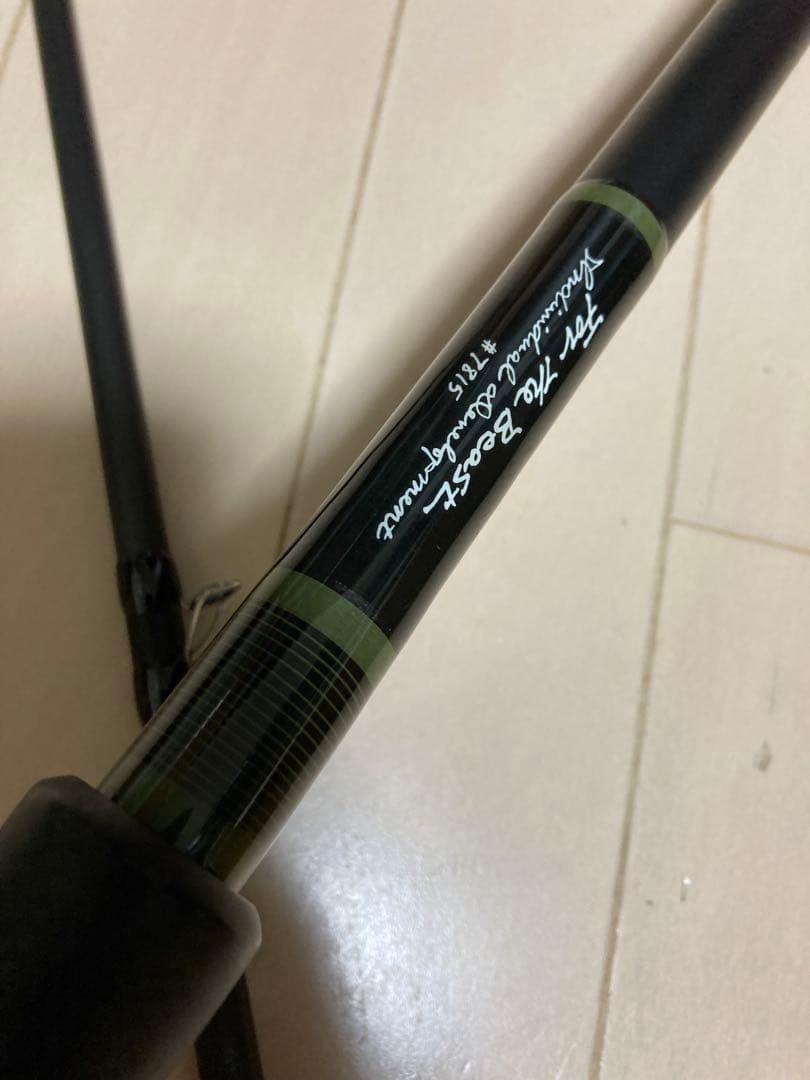 For The Beast
Individual development
#7815